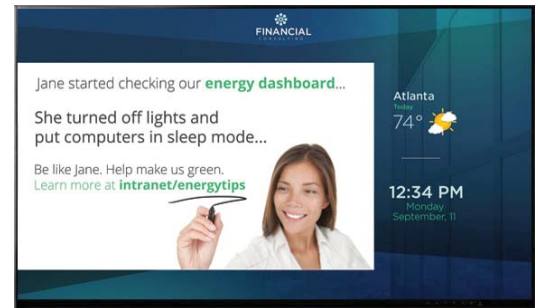 FINANCIAL
CONSULTING
Jane started checking our energy dashboard...
She turned off lights and
put computers in sleep mode...
Be like Jane. Help make us green.
Learn more at intranet/energytips
Atlanta
Today
74°
12:34 PM
Monday
September, 11